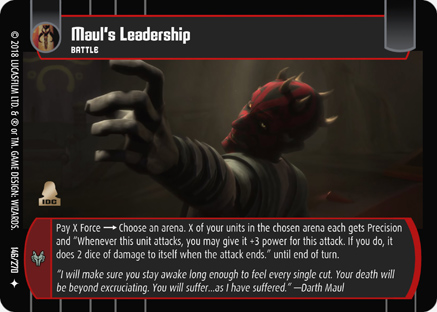 Maul's Leadership
BATTLE
IDC
Pay X Force → Choose an arena. X of your units in the chosen arena each gets Precision
and "Whenever this unit attacks, you may give it +3 power for this attack. If you do, it
does 2 dice of damage to itself when the attack ends." until end of turn.
"I will make sure you stay awake long enough to feel every single cut. Your death will
be beyond excruciating. You will suffer...as I have suffered." —Darth Maul
© 2018 LUCASFILM LTD. & ® or TM. GAME DESIGN: WIZARDS. 146/270